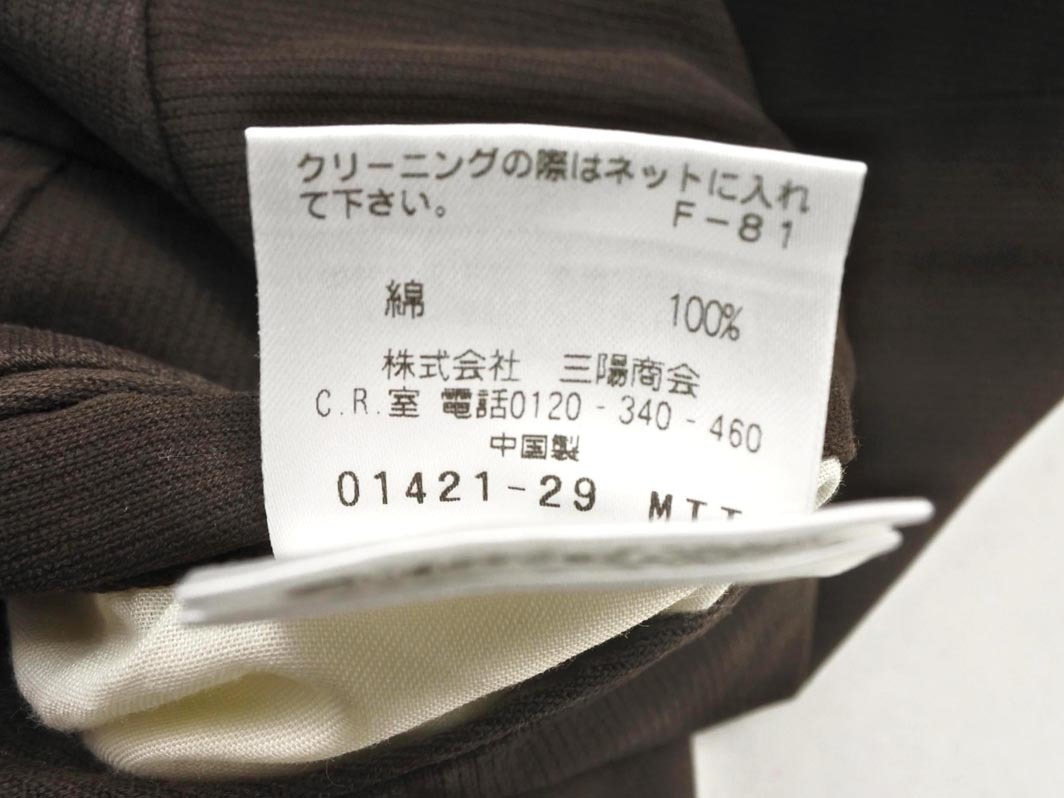 クリーニングの際はネットに入れ
て下さい。 F-81
綿 100%
株式会社 三陽商会
C.R.室 電話0120-340-460
中国製
01421-29 MTT